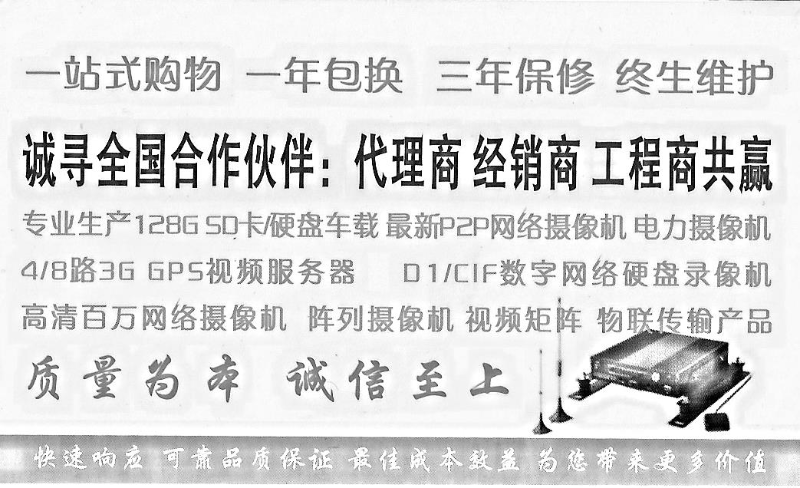 一站式购物 一年包换 三年保修 终生维护
诚寻全国合作伙伴：代理商 经销商 工程商共赢
专业生产128G SD卡/硬盘车载 最新P2P网络摄像机 电力摄像机
4/8路3G GPS视频服务器 D1/CIF数字网络硬盘录像机
高清百万网络摄像机 阵列摄像机 视频矩阵 物联传输产品
质量为本 诚信至上
快速响应 可靠品质保证 最佳成本效益 为您带来更多价值